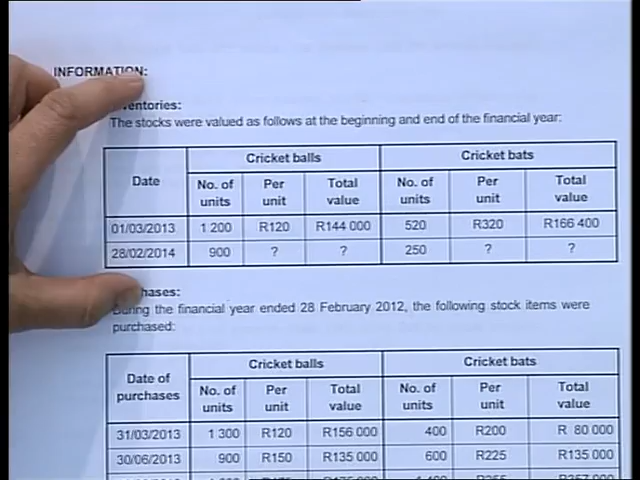 INFORMATION:
The stocks were valued as follows at the beginning and end of the financial year:
Date Cricket balls Cricket bats
No. of units Per unit Total value No. of units Per unit Total value
01/03/2013 1 200 R120 R144 000 520 R320 R166 400
28/02/2014 900 ? ? 250 ? ?
During the financial year ended 28 February 2012, the following stock items were
purchased:
Date of purchases Cricket balls Cricket bats
No. of units Per unit Total value No. of units Per unit Total value
31/03/2013 1 300 R120 R156 000 400 R200 R 80 000
30/06/2013 900 R150 R135 000 600 R225 R135 000